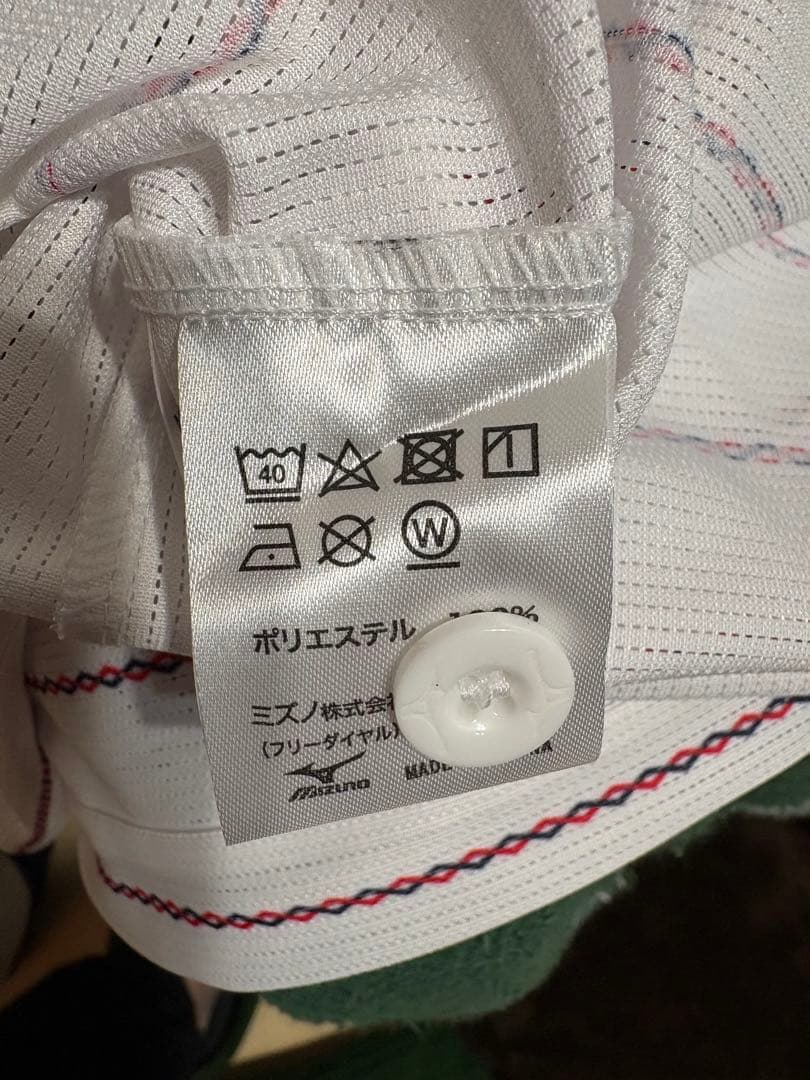 40
W
ポリエステル 100%
ミズノ株式会
(フリーダイヤル)
MIZUNO MADE